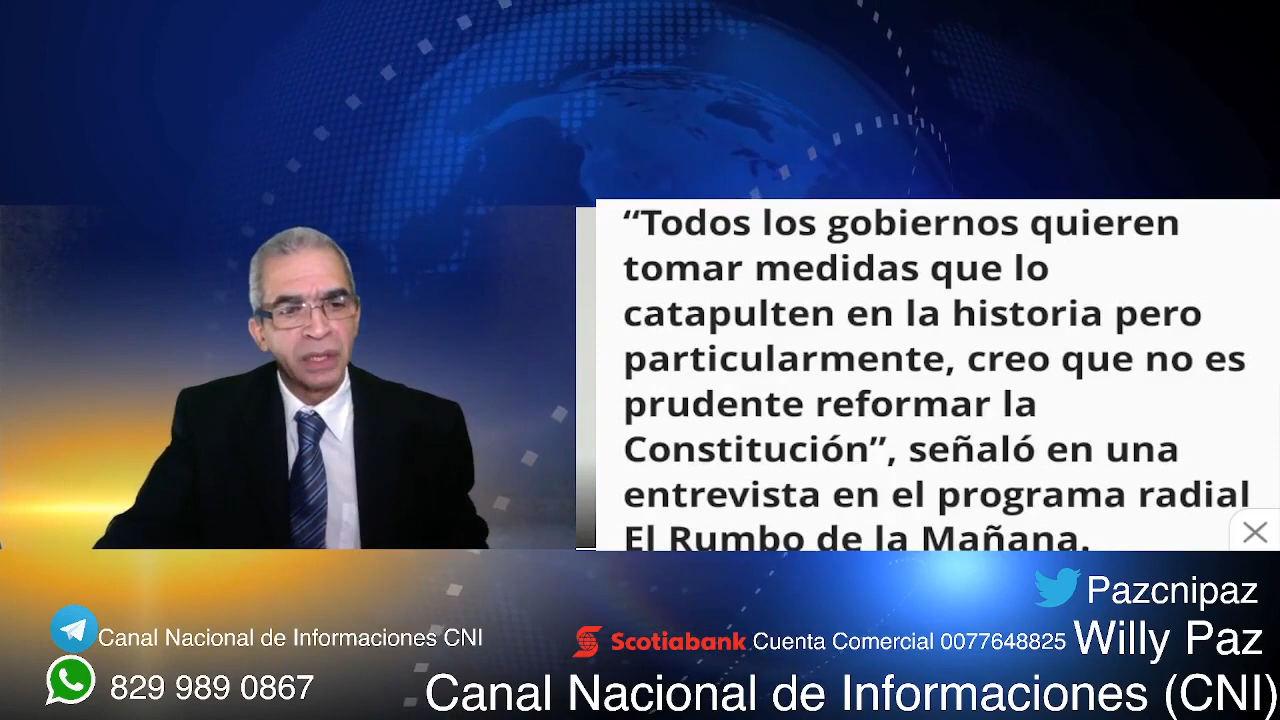 “Todos los gobiernos quieren
tomar medidas que lo
catapulten en la historia pero
particularmente, creo que no es
prudente reformar la
Constitución”, señaló en una
entrevista en el programa radial
El Rumbo de la Mañana.
Pazcnipaz
Canal Nacional de Informaciones CNI
Scotiabank Cuenta Comercial 0077648825
Willy Paz
829 989 0867
Canal Nacional de Informaciones (CNI)